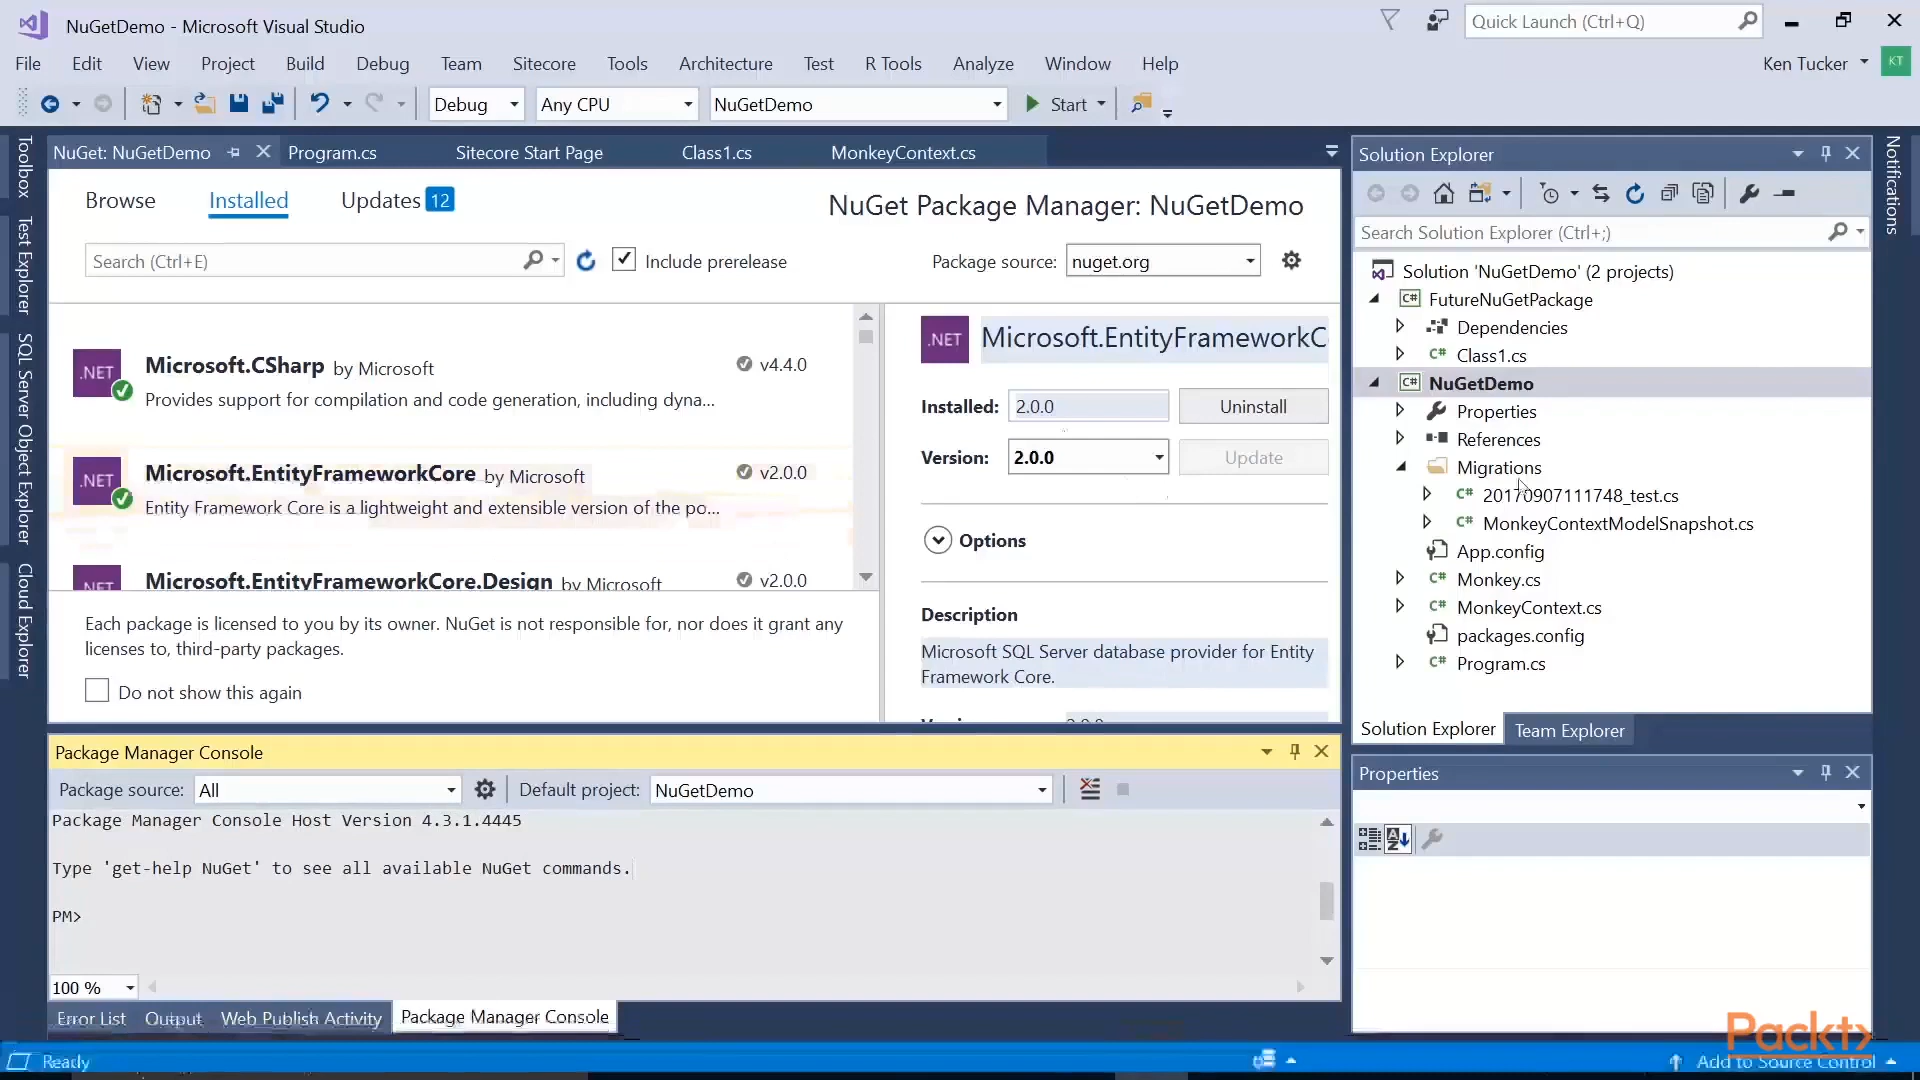 NuGetDemo - Microsoft Visual Studio
Quick Launch (Ctrl+Q)
File Edit View Project Build Debug Team Sitecore Tools Architecture Test R Tools Analyze Window Help
Ken Tucker KT
Debug Any CPU NuGetDemo Start
Toolbox
Test Explorer
SQL Server Object Explorer
Cloud Explorer
NuGet: NuGetDemo Program.cs Sitecore Start Page Class1.cs MonkeyContext.cs
Browse Installed Updates 12
NuGet Package Manager: NuGetDemo
Search (Ctrl+E) Include prerelease
Package source: nuget.org
.NET Microsoft.CSharp by Microsoft v4.4.0
Provides support for compilation and code generation, including dyna...
.NET Microsoft.EntityFrameworkCore by Microsoft v2.0.0
Entity Framework Core is a lightweight and extensible version of the po...
.NET Microsoft.EntityFrameworkCore.Design by Microsoft v2.0.0
Each package is licensed to you by its owner. NuGet is not responsible for, nor does it grant any
licenses to, third-party packages.
Do not show this again
.NET Microsoft.EntityFrameworkC
Installed: 2.0.0 Uninstall
Version: 2.0.0 Update
Options
Description
Microsoft SQL Server database provider for Entity
Framework Core.
Solution Explorer
Search Solution Explorer (Ctrl+;)
Solution 'NuGetDemo' (2 projects)
C# FutureNuGetPackage
Dependencies
C# Class1.cs
C# NuGetDemo
Properties
References
Migrations
C# 20170907111748_test.cs
C# MonkeyContextModelSnapshot.cs
App.config
C# Monkey.cs
C# MonkeyContext.cs
packages.config
C# Program.cs
Solution Explorer Team Explorer
Notifications
Properties
Package Manager Console
Package source: All Default project: NuGetDemo
Package Manager Console Host Version 4.3.1.4445
Type 'get-help NuGet' to see all available NuGet commands.
PM>
100 %
Error List Output Web Publish Activity Package Manager Console
Packt
Ready
Add to Source Control